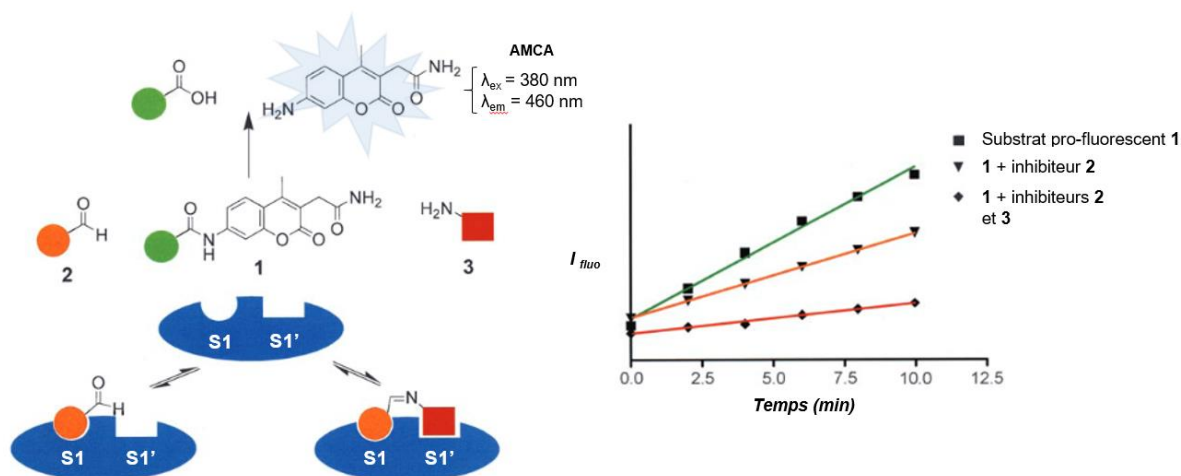 AMCA
λex = 380 nm
λem = 460 nm
O
OH
H₂N
O
O
O
NH₂
O
H
2
O
N
H
1
O
O
O
NH₂
H₂N
3
S1
S1’
O
H
S1
S1’
N
S1
S1’
I fluo
Substrat pro-fluorescent 1
1 + inhibiteur 2
1 + inhibiteurs 2
et 3
0.0
2.5
5.0
7.5
10.0
12.5
Temps (min)